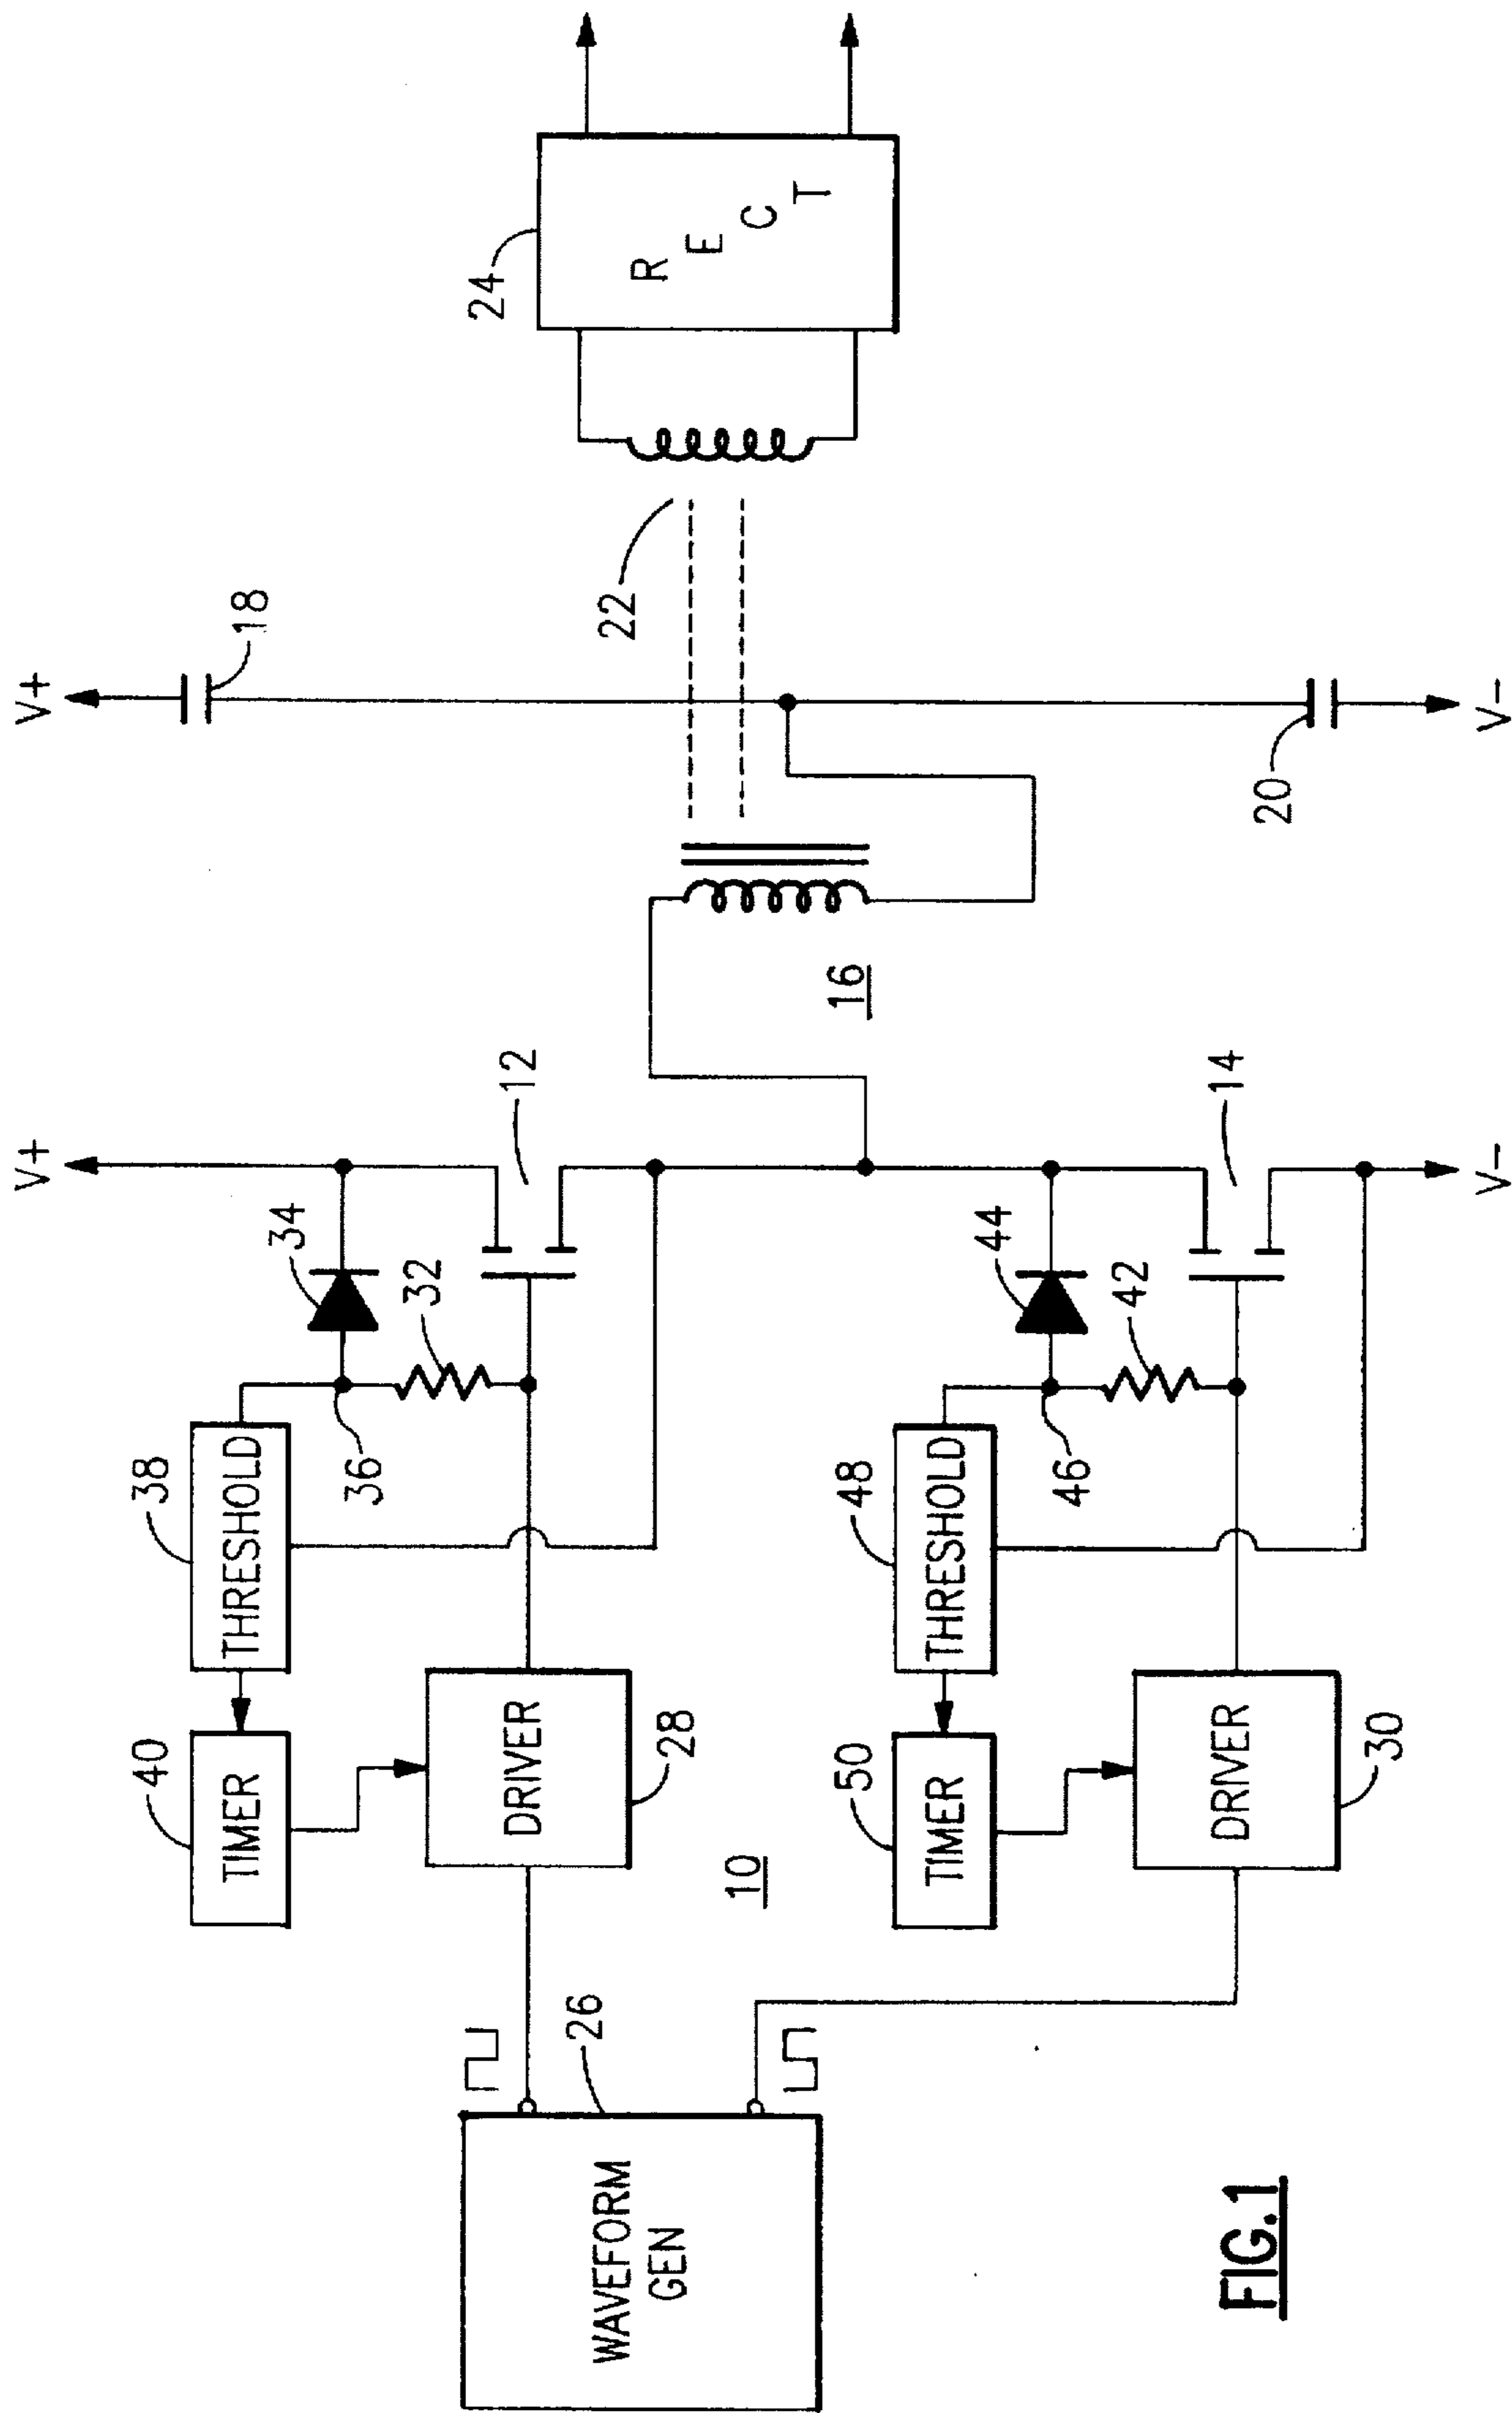 V+
V+
34
18
38
THRESHOLD
36
32
12
40
TIMER
DRIVER
28
22
24
RECT
26
WAVEFORM
GEN
10
16
44
48
THRESHOLD
46
42
14
50
TIMER
DRIVER
30
20
V-
V-
FIG.1